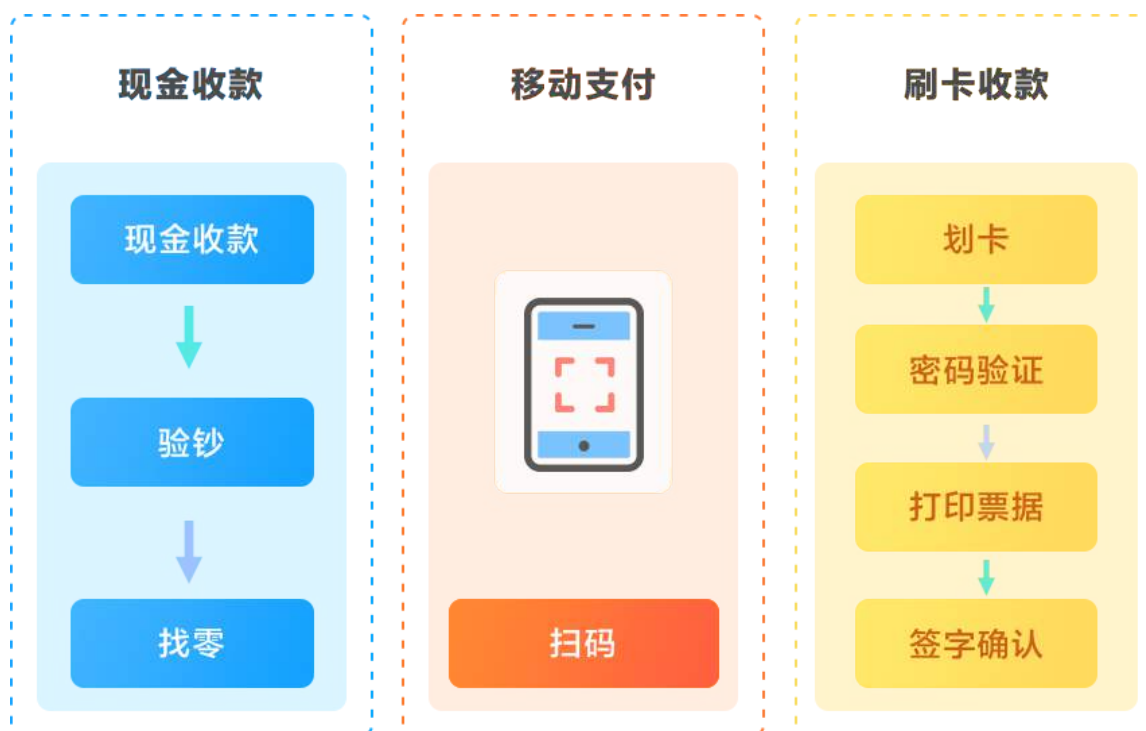 现金收款
现金收款
验钞
找零
移动支付
扫码
刷卡收款
划卡
密码验证
打印票据
签字确认